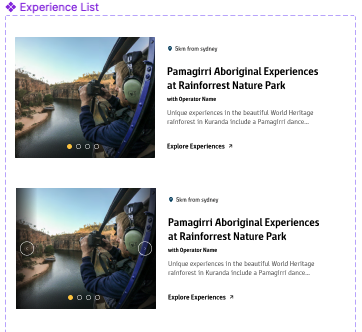 Experience List
5km from sydney
Pamagirri Aboriginal Experiences
at Rainforrest Nature Park
with Operator Name
Unique experiences in the beautiful World Heritage
rainforest in Kuranda include a Pamagirri dance...
Explore Experiences
5km from sydney
Pamagirri Aboriginal Experiences
at Rainforrest Nature Park
with Operator Name
Unique experiences in the beautiful World Heritage
rainforest in Kuranda include a Pamagirri dance...
Explore Experiences